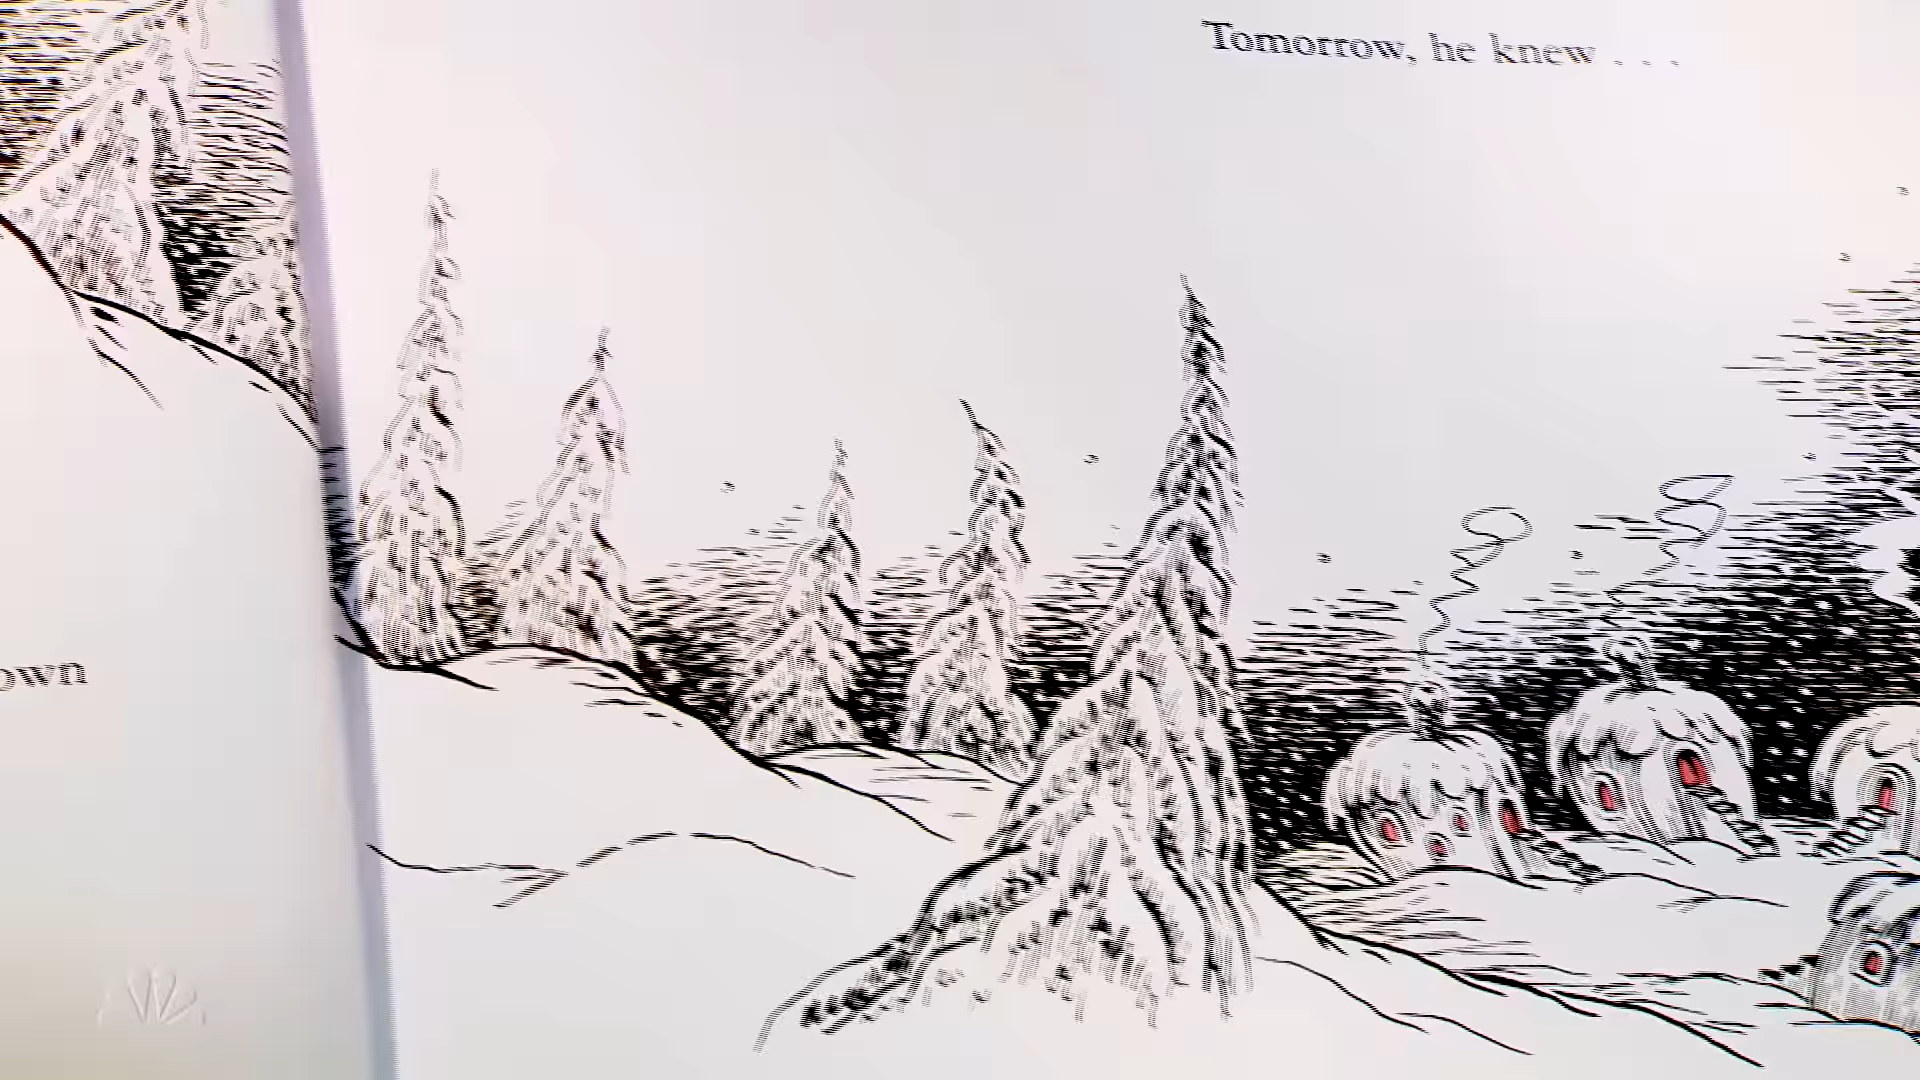 own
Tomorrow, he knew . . .